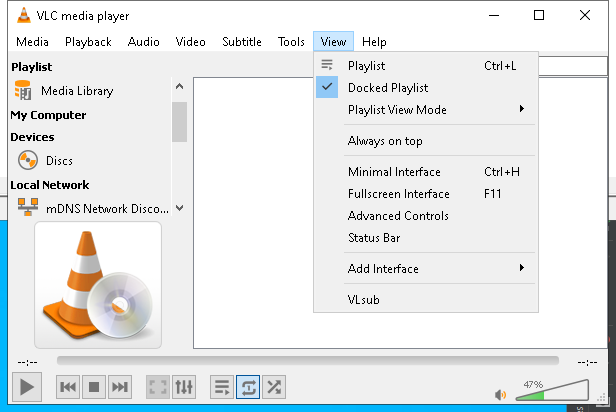 VLC media player
Media Playback Audio Video Subtitle Tools View Help
Playlist
Media Library
My Computer
Devices
Discs
Local Network
mDNS Network Disco...
Playlist Ctrl+L
Docked Playlist
Playlist View Mode
Always on top
Minimal Interface Ctrl+H
Fullscreen Interface F11
Advanced Controls
Status Bar
Add Interface
VLsub
--:-- --:--
47%